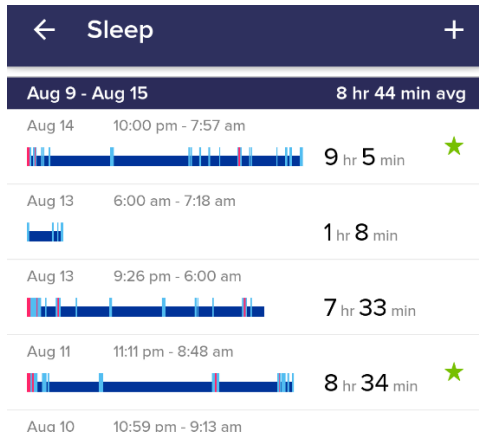 Sleep
Aug 9 - Aug 15 8 hr 44 min avg
Aug 14 10:00 pm - 7:57 am
9 hr 5 min
Aug 13 6:00 am - 7:18 am
1 hr 8 min
Aug 13 9:26 pm - 6:00 am
7 hr 33 min
Aug 11 11:11 pm - 8:48 am
8 hr 34 min
Aug 10 10:59 pm - 9:13 am